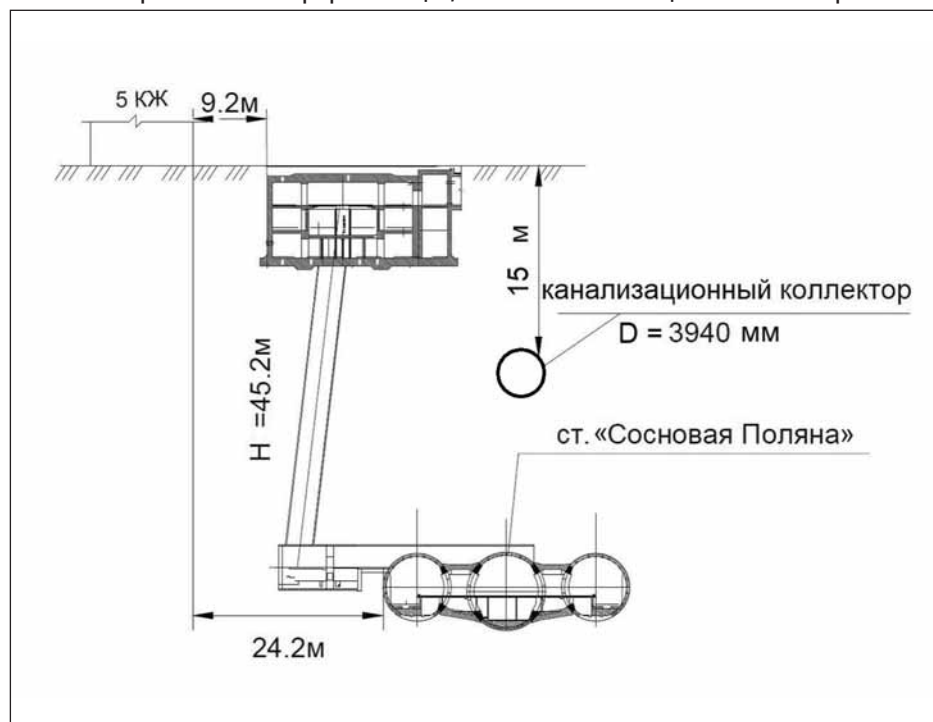 5 КЖ
9.2м
15 м
канализационный коллектор
D = 3940 мм
H =45.2м
ст. «Сосновая Поляна»
24.2м